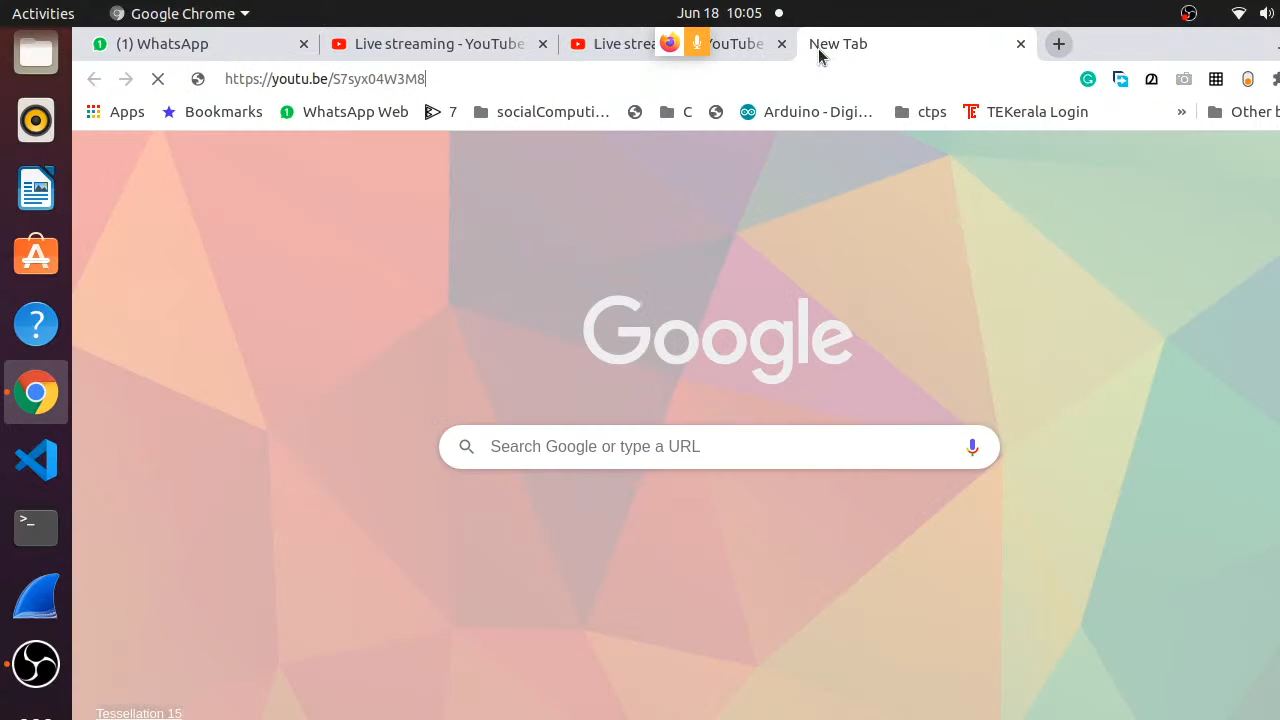 Activities Google Chrome Jun 18 10:05
(1) WhatsApp Live streaming - YouTube Live strea YouTube New Tab
https://youtu.be/S7syx04W3M8
Apps Bookmarks WhatsApp Web 7 socialComputi... C Arduino - Digi... ctps TEKerala Login » Other b
Google
Search Google or type a URL
Tessellation 15